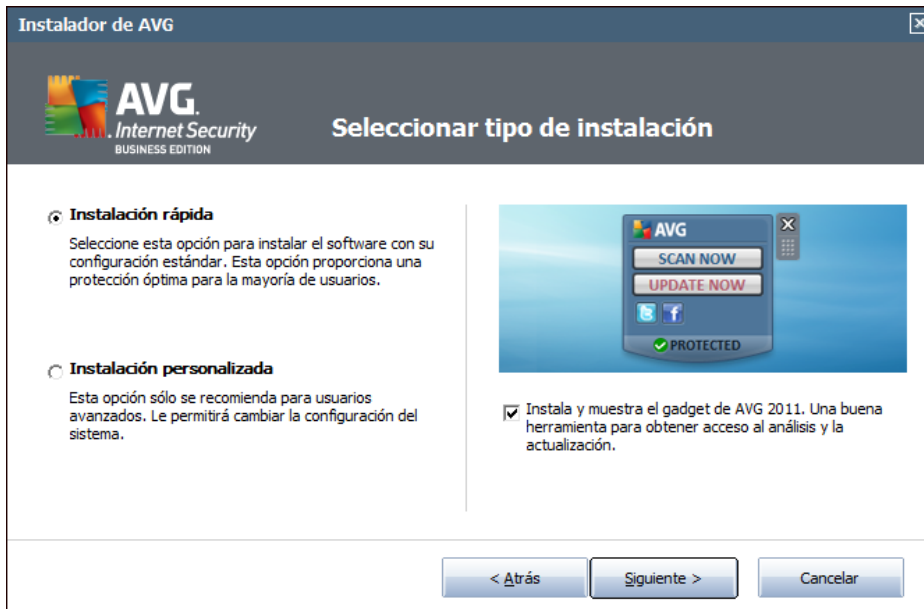 Instalador de AVG
AVG.
Internet Security
BUSINESS EDITION
Seleccionar tipo de instalación
Instalación rápida
Seleccione esta opción para instalar el software con su
configuración estándar. Esta opción proporciona una
protección óptima para la mayoría de usuarios.
Instalación personalizada
Esta opción sólo se recomienda para usuarios
avanzados. Le permitirá cambiar la configuración del
sistema.
AVG
SCAN NOW
UPDATE NOW
PROTECTED
Instala y muestra el gadget de AVG 2011. Una buena
herramienta para obtener acceso al análisis y la
actualización.
< Atrás
Siguiente >
Cancelar